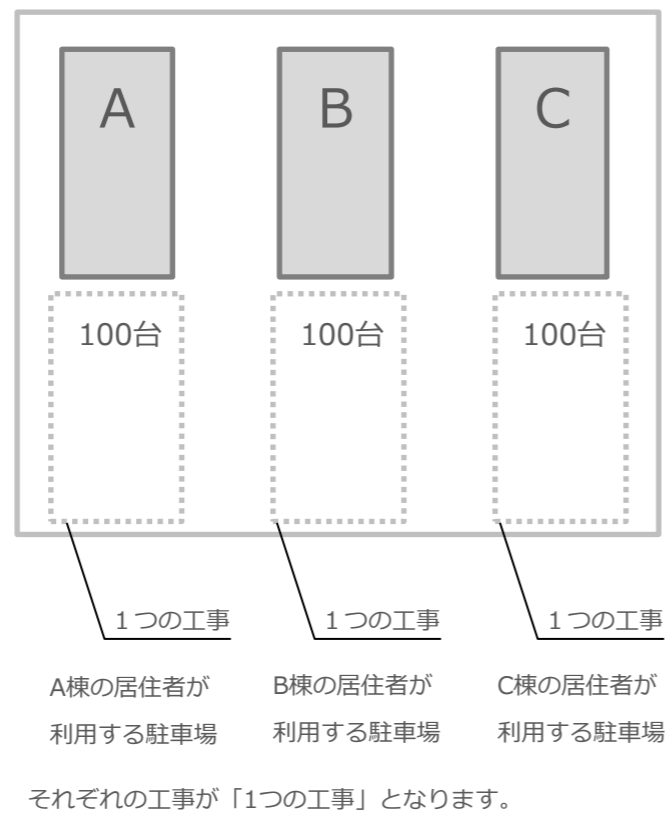 A
B
C
100台
100台
100台
１つの工事
１つの工事
１つの工事
A棟の居住者が
利用する駐車場
B棟の居住者が
利用する駐車場
C棟の居住者が
利用する駐車場
それぞれの工事が「1つの工事」となります。